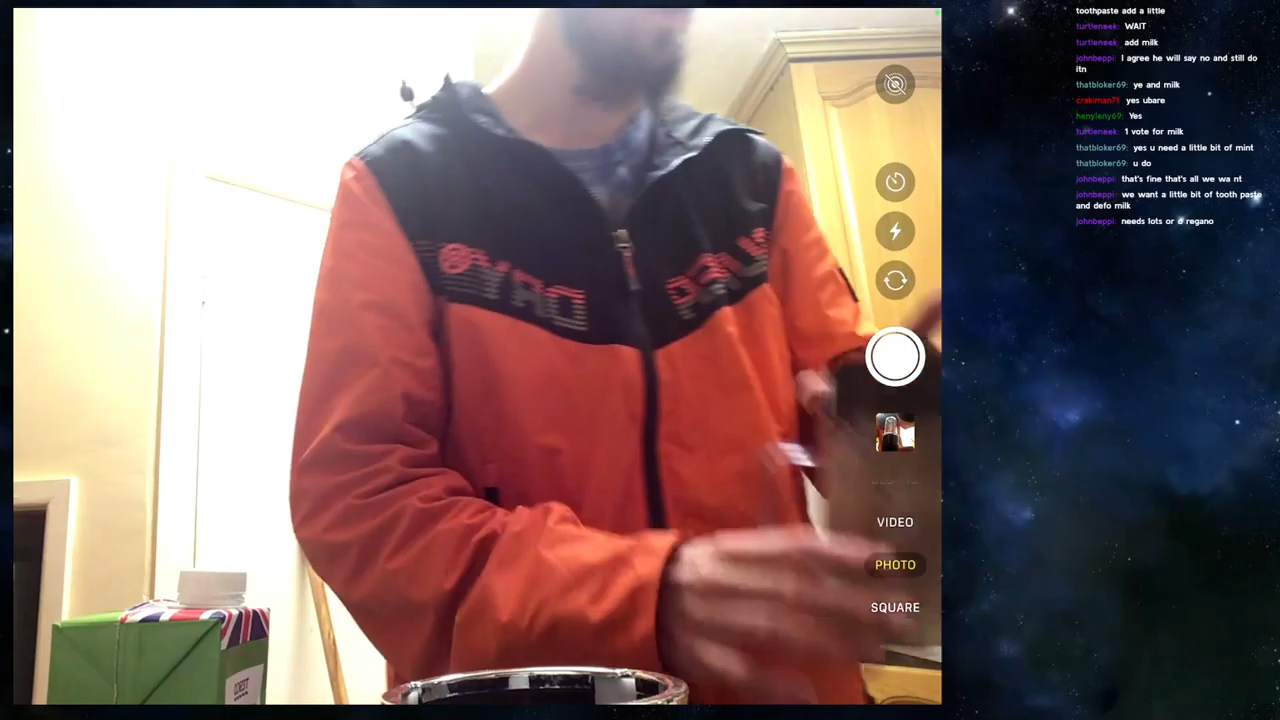 toothpaste add a little
turtleneek: WAIT
turtleneek: add milk
johnbeppi: I agree he will say no and still do
itn
thatbloker69: ye and milk
crakiman71: yes ubare
henyleny69: Yes
turtleneek: 1 vote for milk
thatbloker69: yes u need a little bit of mint
thatbloker69: u do
johnbeppi: that's fine that's all we wa nt
johnbeppi: we want a little bit of tooth paste
and defo milk
johnbeppi: needs lots or o regano
VIDEO
PHOTO
SQUARE